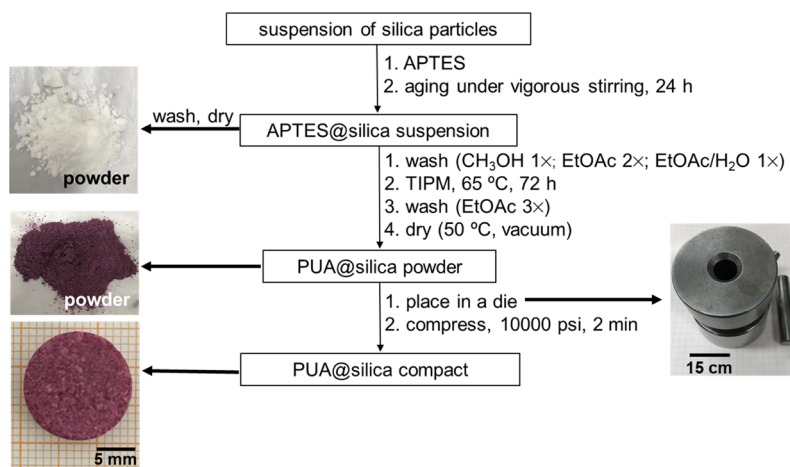 suspension of silica particles
1. APTES
2. aging under vigorous stirring, 24 h
wash, dry
APTES@silica suspension
powder
1. wash (CH₃OH 1×; EtOAc 2×; EtOAc/H₂O 1×)
2. TIPM, 65 ºC, 72 h
3. wash (EtOAc 3×)
4. dry (50 ºC, vacuum)
PUA@silica powder
powder
1. place in a die
2. compress, 10000 psi, 2 min
15 cm
PUA@silica compact
5 mm